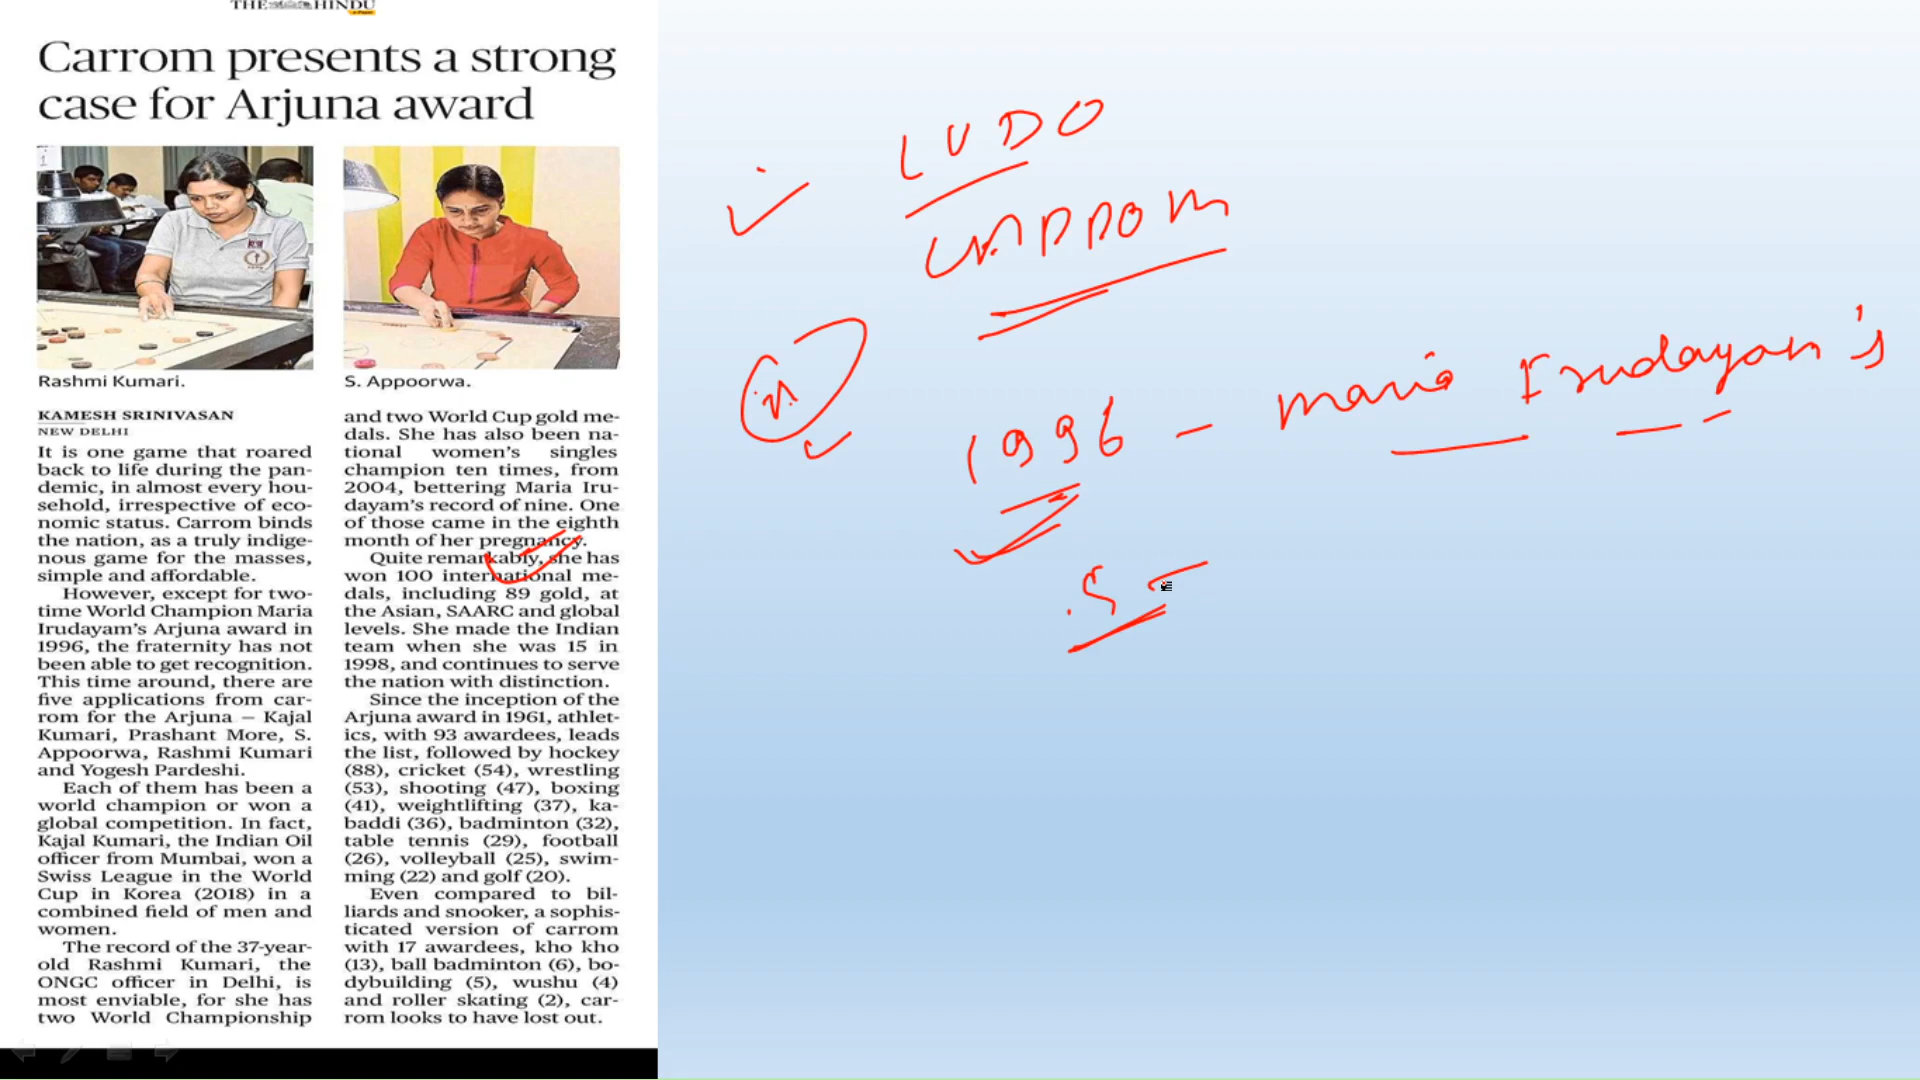 THE HINDU
Carrom presents a strong
case for Arjuna award
Rashmi Kumari.
S. Appoorwa.
KAMESH SRINIVASAN
NEW DELHI
It is one game that roared
back to life during the pan-
demic, in almost every hou-
sehold, irrespective of eco-
nomic status. Carrom binds
the nation, as a truly indige-
nous game for the masses,
simple and affordable.
However, except for two-
time World Champion Maria
Irudayam's Arjuna award in
1996, the fraternity has not
been able to get recognition.
This time around, there are
five applications from car-
rom for the Arjuna — Kajal
Kumari, Prashant More, S.
Appoorwa, Rashmi Kumari
and Yogesh Pardeshi.
Each of them has been a
world champion or won a
global competition. In fact,
Kajal Kumari, the Indian Oil
officer from Mumbai, won a
Swiss League in the World
Cup in Korea (2018) in a
combined field of men and
women.
The record of the 37-year-
old Rashmi Kumari, the
ONGC officer in Delhi, is
most enviable, for she has
two World Championship
and two World Cup gold me-
dals. She has also been na-
tional women's singles
champion ten times, from
2004, bettering Maria Iru-
dayam's record of nine. One
of those came in the eighth
month of her pregnancy.
Quite remarkably, she has
won 100 international me-
dals, including 89 gold, at
the Asian, SAARC and global
levels. She made the Indian
team when she was 15 in
1998, and continues to serve
the nation with distinction.
Since the inception of the
Arjuna award in 1961, athlet-
ics, with 93 awardees, leads
the list, followed by hockey
(88), cricket (54), wrestling
(53), shooting (47), boxing
(41), weightlifting (37), ka-
baddi (36), badminton (32),
table tennis (29), football
(26), volleyball (25), swim-
ming (22) and golf (20).
Even compared to bil-
liards and snooker, a sophis-
ticated version of carrom
with 17 awardees, kho kho
(13), ball badminton (6), bo-
dybuilding (5), wushu (4)
and roller skating (2), car-
rom looks to have lost out.
LUDO
CARROM
1996 - Maria Irudayam's